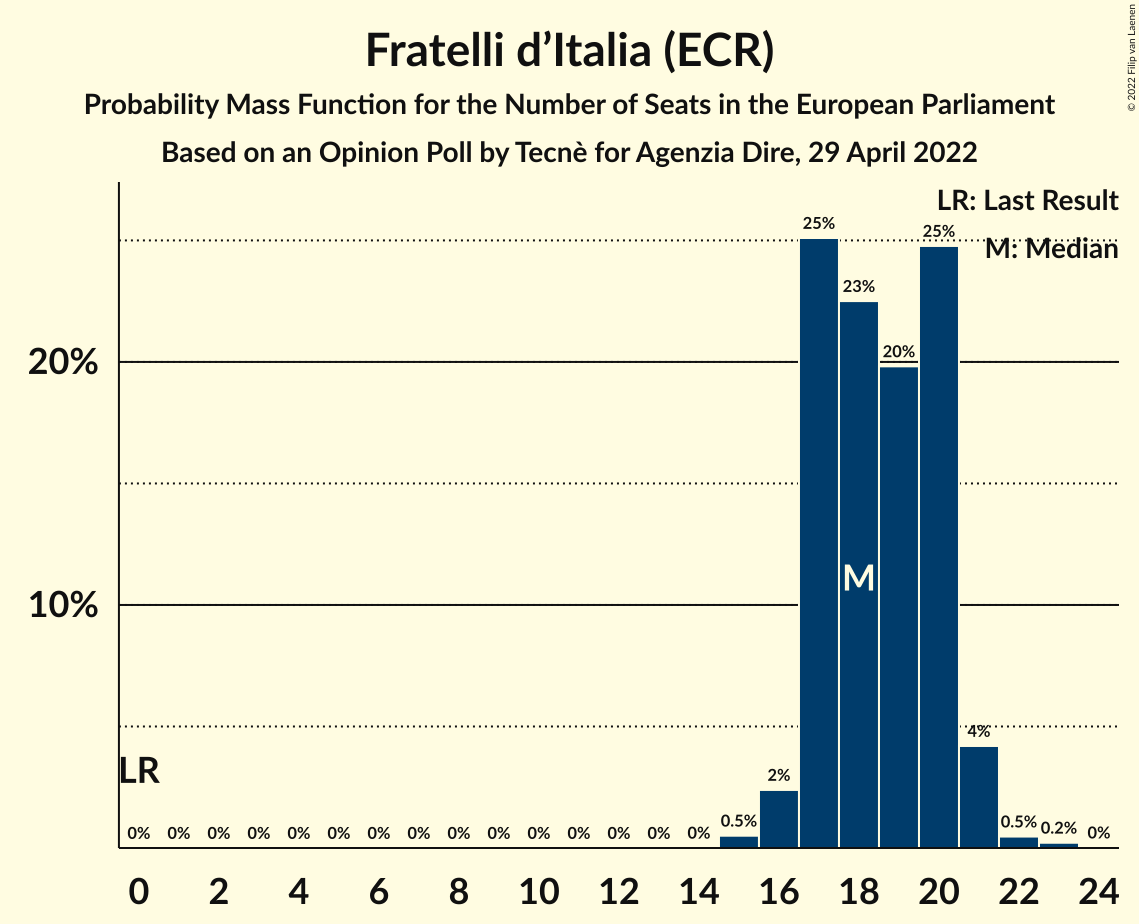 Fratelli d’Italia (ECR)
Probability Mass Function for the Number of Seats in the European Parliament
Based on an Opinion Poll by Tecnè for Agenzia Dire, 29 April 2022
© 2022 Filip van Laenen
LR: Last Result
M: Median
25% 25%
23%
20%
20%
M
10%
4%
LR
2%
0% 0% 0% 0% 0% 0% 0% 0% 0% 0% 0% 0% 0% 0% 0% 0.5% 0.5% 0.2% 0%
0 2 4 6 8 10 12 14 16 18 20 22 24